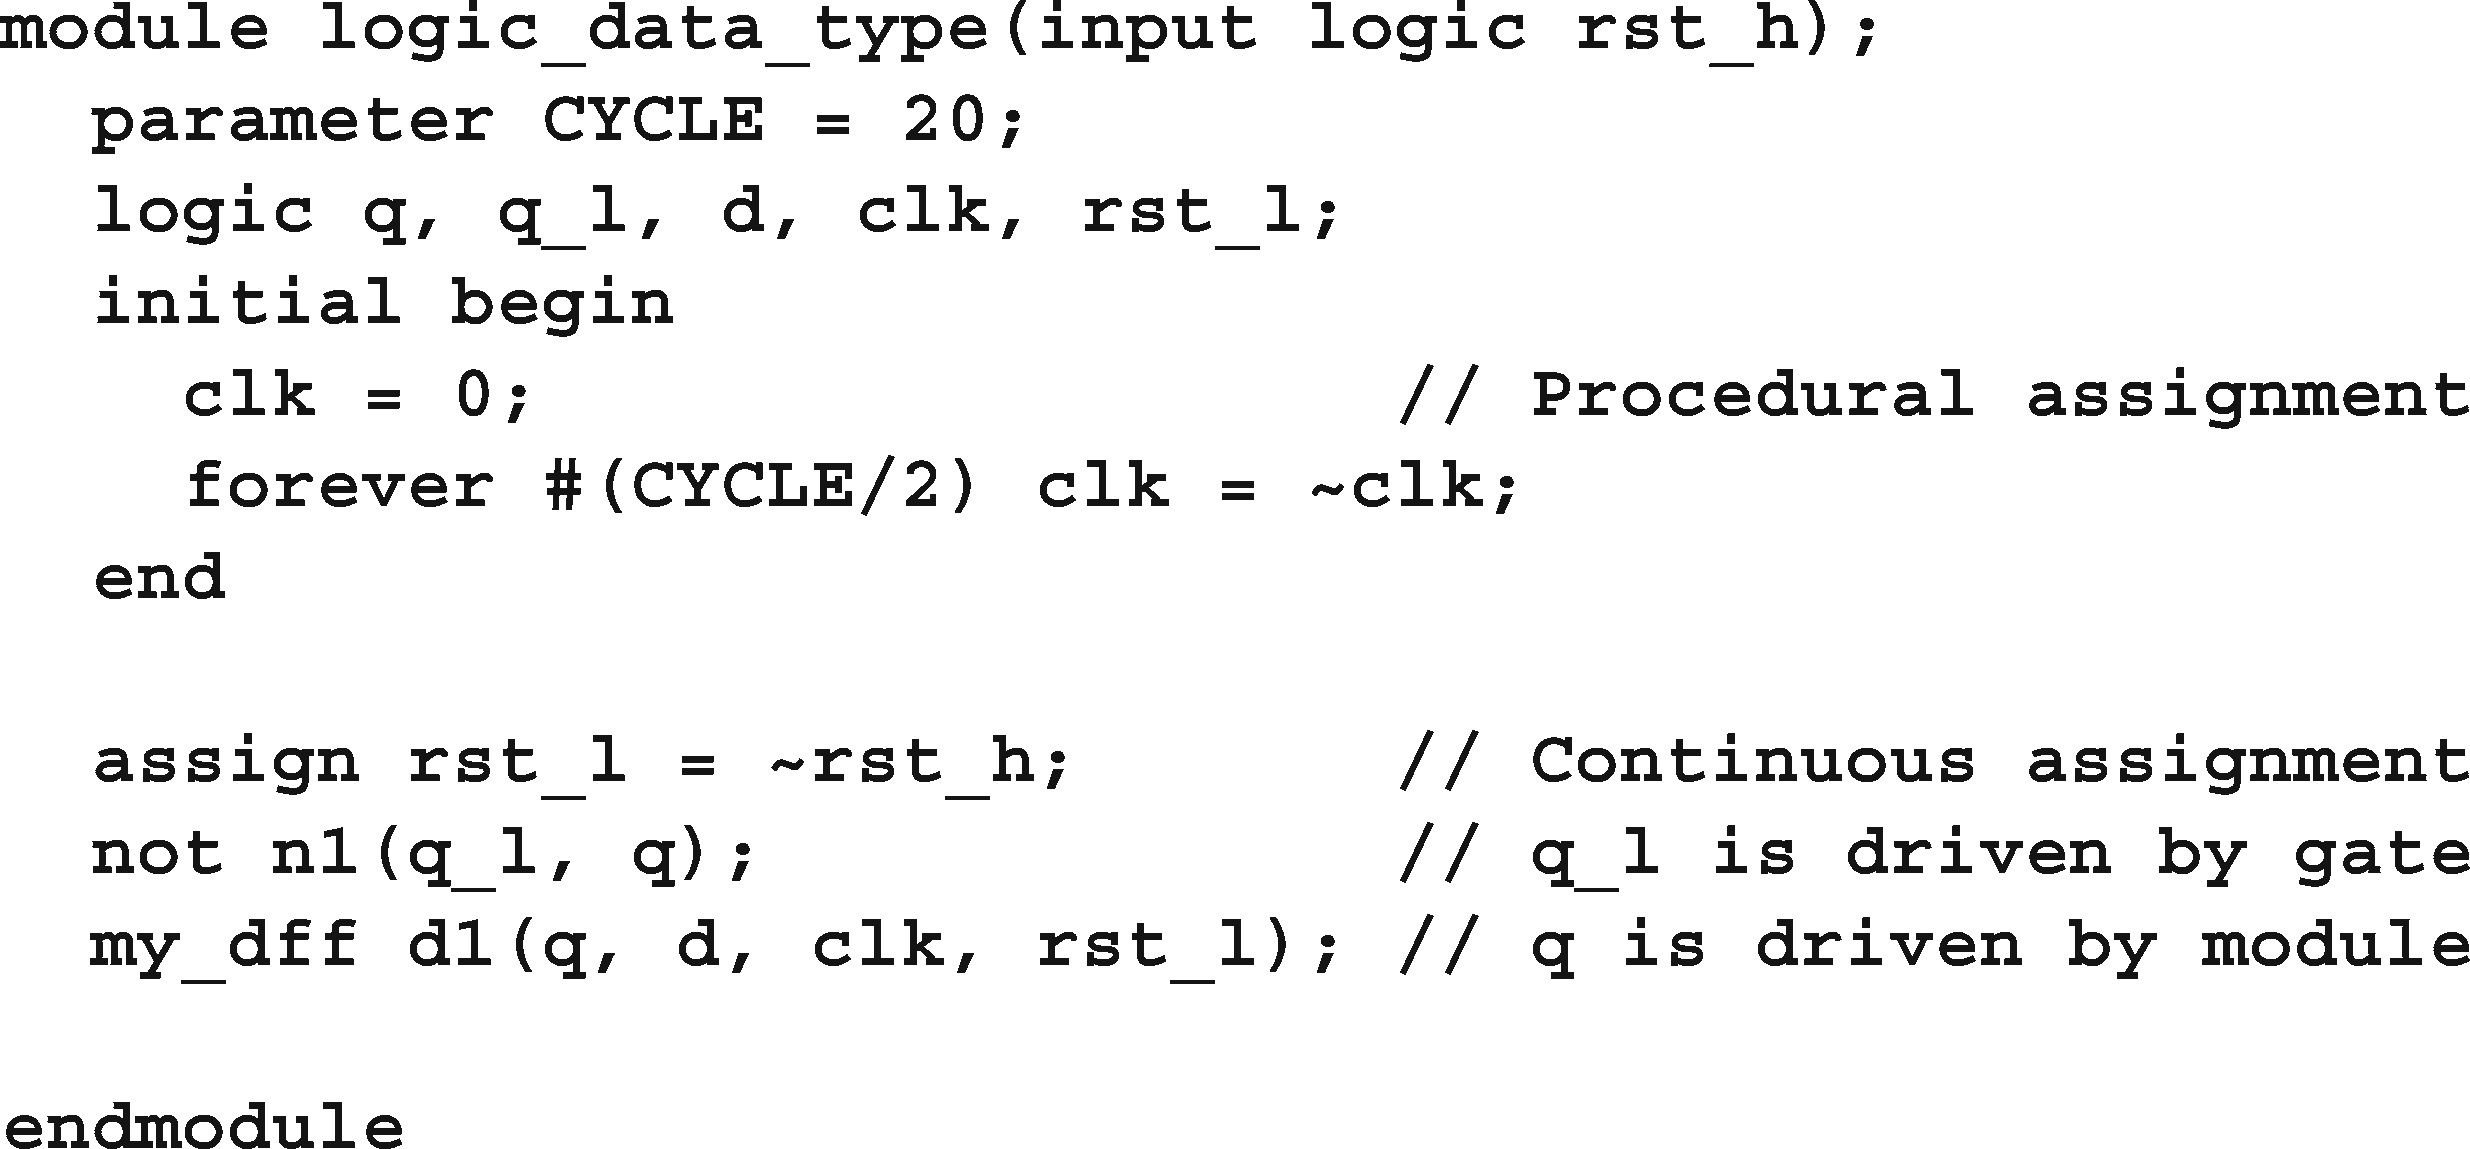 module logic_data_type(input logic rst_h);
  parameter CYCLE = 20;
  logic q, q_l, d, clk, rst_l;
  initial begin
    clk = 0;                   // Procedural assignment
    forever #(CYCLE/2) clk = ~clk;
  end

  assign rst_l = ~rst_h;       // Continuous assignment
  not n1(q_l, q);              // q_l is driven by gate
  my_dff d1(q, d, clk, rst_l); // q is driven by module

endmodule